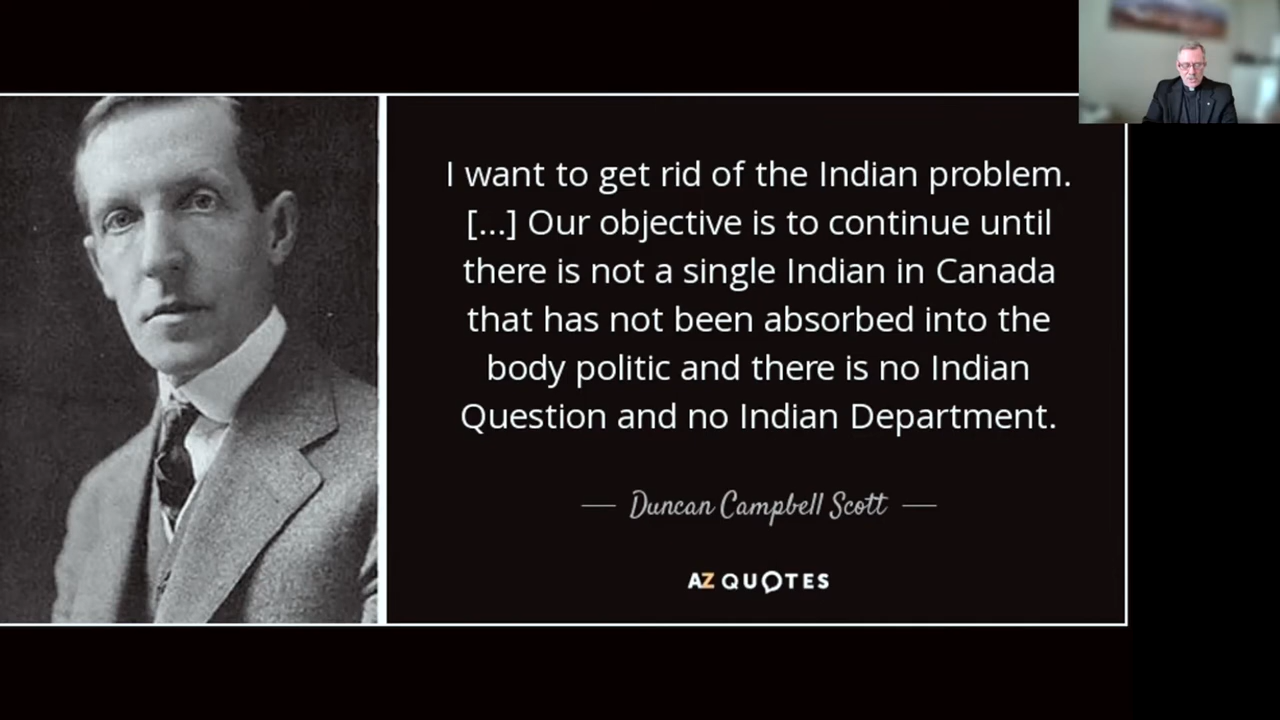 I want to get rid of the Indian problem.
[...] Our objective is to continue until
there is not a single Indian in Canada
that has not been absorbed into the
body politic and there is no Indian
Question and no Indian Department.
— Duncan Campbell Scott —
AZ QUOTES